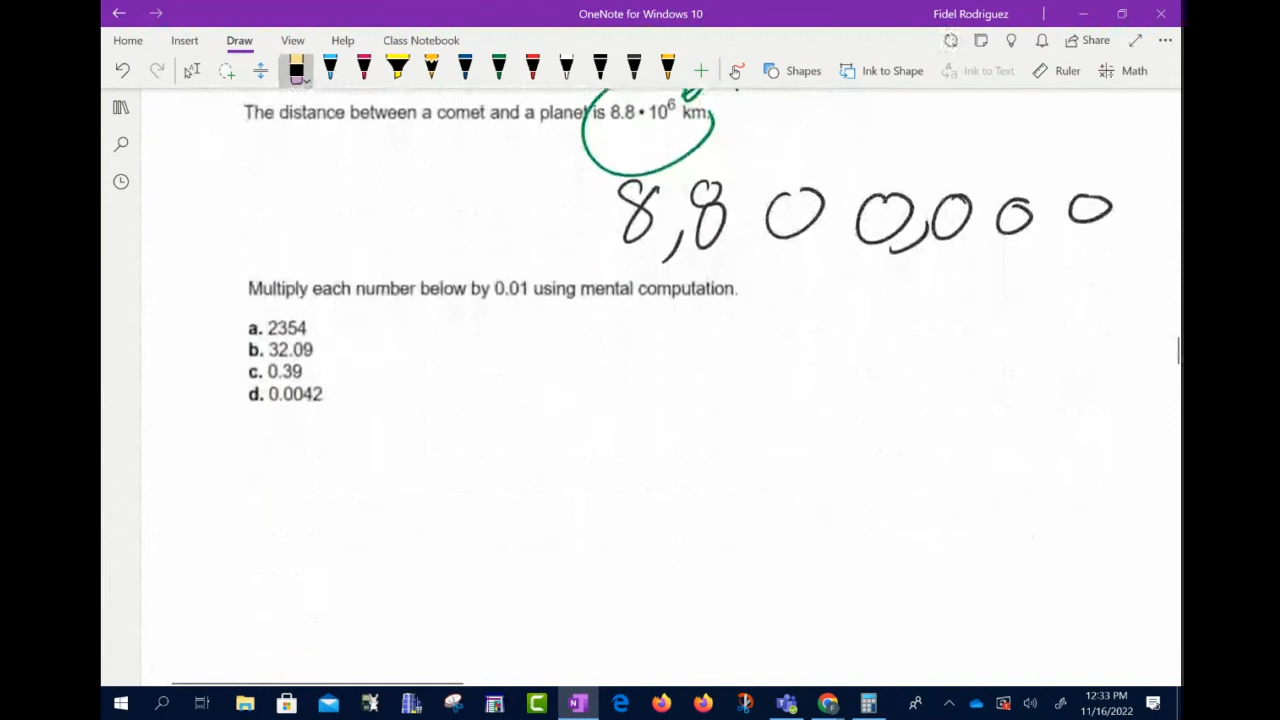 OneNote for Windows 10
Fidel Rodriguez
Home Insert Draw View Help Class Notebook
Share
Shapes Ink to Shape Ink to Text Ruler Math
The distance between a comet and a planet is 8.8 • 10⁶ km.
8,800,000
Multiply each number below by 0.01 using mental computation.
a. 2354
b. 32.09
c. 0.39
d. 0.0042
12:33 PM
11/16/2022